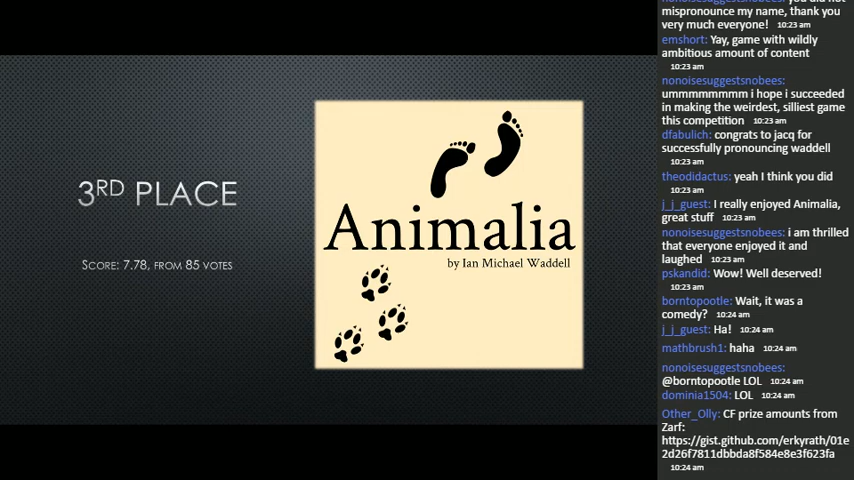 3RD PLACE
SCORE: 7.78, FROM 85 VOTES
Animalia
by Ian Michael Waddell
mispronounce my name, thank you
very much everyone! 10:23 am
emshort: Yay, game with wildly
ambitious amount of content
10:23 am
nonoisesuggestsnobees:
ummmmmmm i hope i succeeded
in making the weirdest, silliest game
this competition 10:23 am
dfabulich: congrats to jacq for
successfully pronouncing waddell
10:23 am
theodidactus: yeah I think you did
10:23 am
j_j_guest: I really enjoyed Animalia,
great stuff 10:23 am
nonoisesuggestsnobees: i am thrilled
that everyone enjoyed it and
laughed 10:23 am
pskandid: Wow! Well deserved!
10:23 am
borntopootle: Wait, it was a
comedy? 10:24 am
j_j_guest: Ha! 10:24 am
mathbrush1: haha 10:24 am
nonoisesuggestsnobees:
@borntopootle LOL 10:24 am
dominia1504: LOL 10:24 am
Other_Olly: CF prize amounts from
Zarf:
https://gist.github.com/erkyrath/01e
2d26f7811dbbda8f584e8e3f623fa
10:24 am